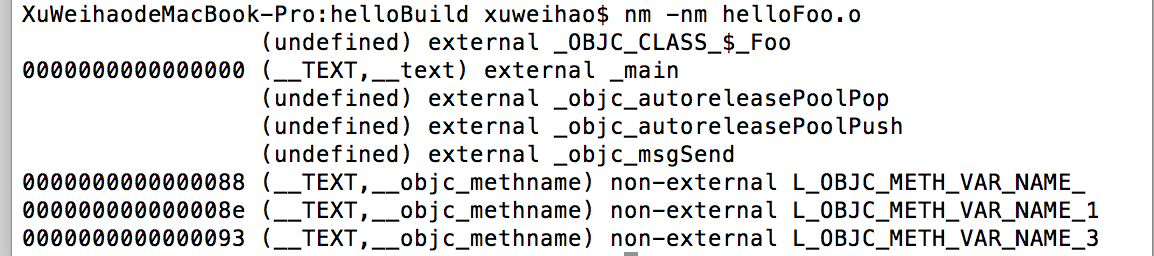 XuWeihaodeMacBook-Pro:helloBuild xuweihao$ nm -nm helloFoo.o
(undefined) external _OBJC_CLASS_$_Foo
0000000000000000 (__TEXT,__text) external _main
(undefined) external _objc_autoreleasePoolPop
(undefined) external _objc_autoreleasePoolPush
(undefined) external _objc_msgSend
0000000000000088 (__TEXT,__objc_methname) non-external L_OBJC_METH_VAR_NAME_
000000000000008e (__TEXT,__objc_methname) non-external L_OBJC_METH_VAR_NAME_1
0000000000000093 (__TEXT,__objc_methname) non-external L_OBJC_METH_VAR_NAME_3